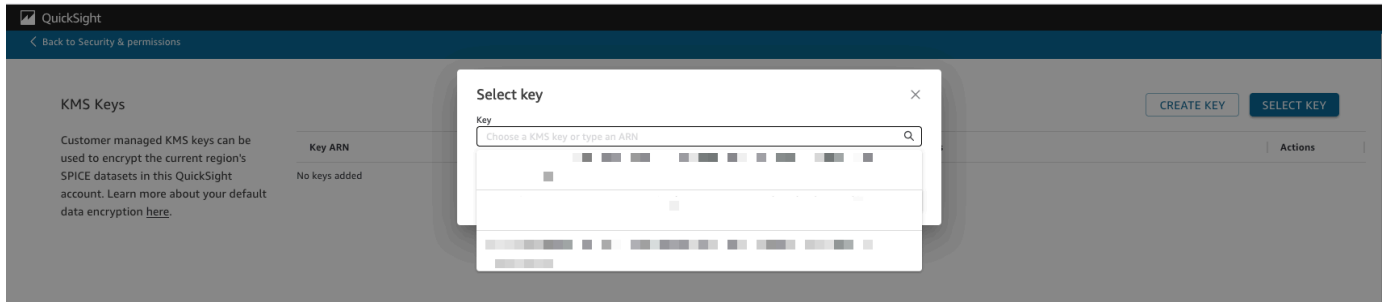 QuickSight
Back to Security & permissions
Select key
KMS Keys
CREATE KEY
SELECT KEY
Key
Choose a KMS key or type an ARN
Customer managed KMS keys can be
used to encrypt the current region's
SPICE datasets in this QuickSight
account. Learn more about your default
data encryption here.
Key ARN
s
Actions
No keys added